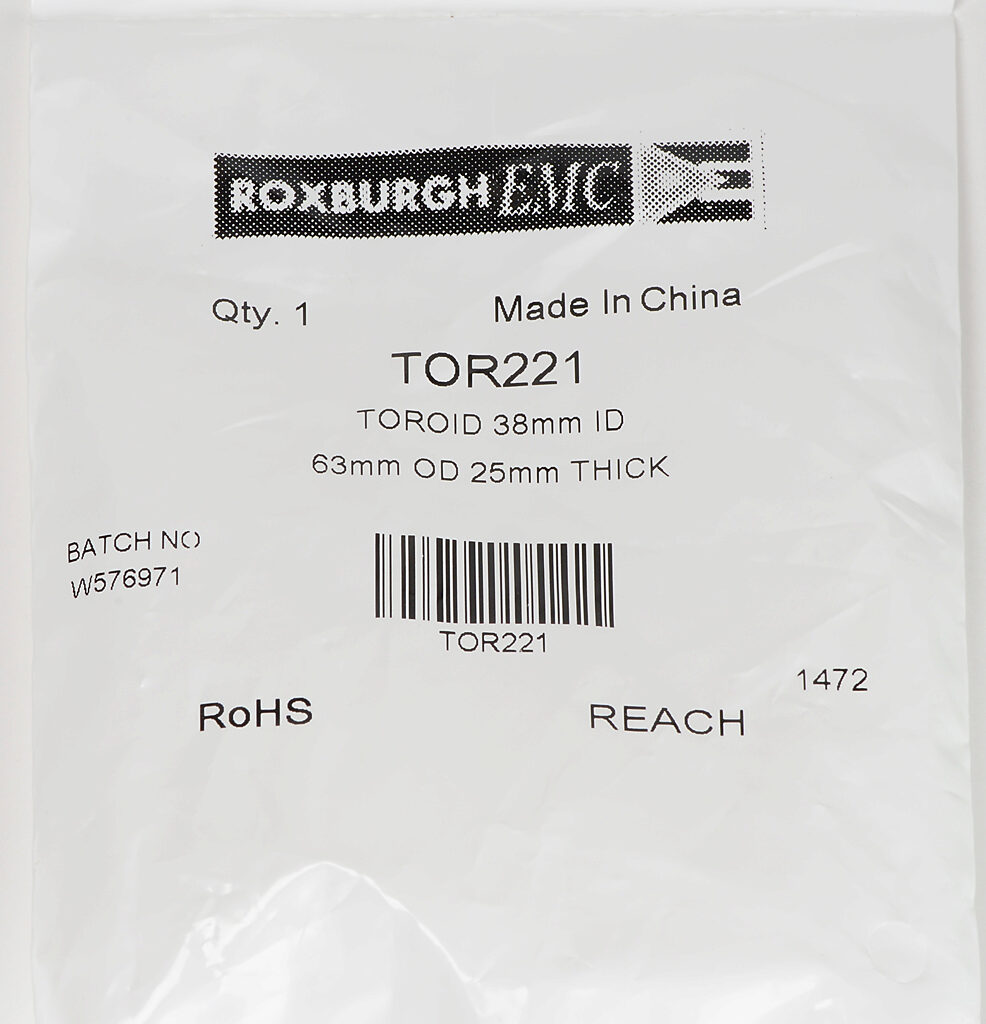 ROXBURGH EMC
Qty. 1 Made In China
TOR221
TOROID 38mm ID
63mm OD 25mm THICK
BATCH NO
W576971
TOR221
1472
RoHS REACH